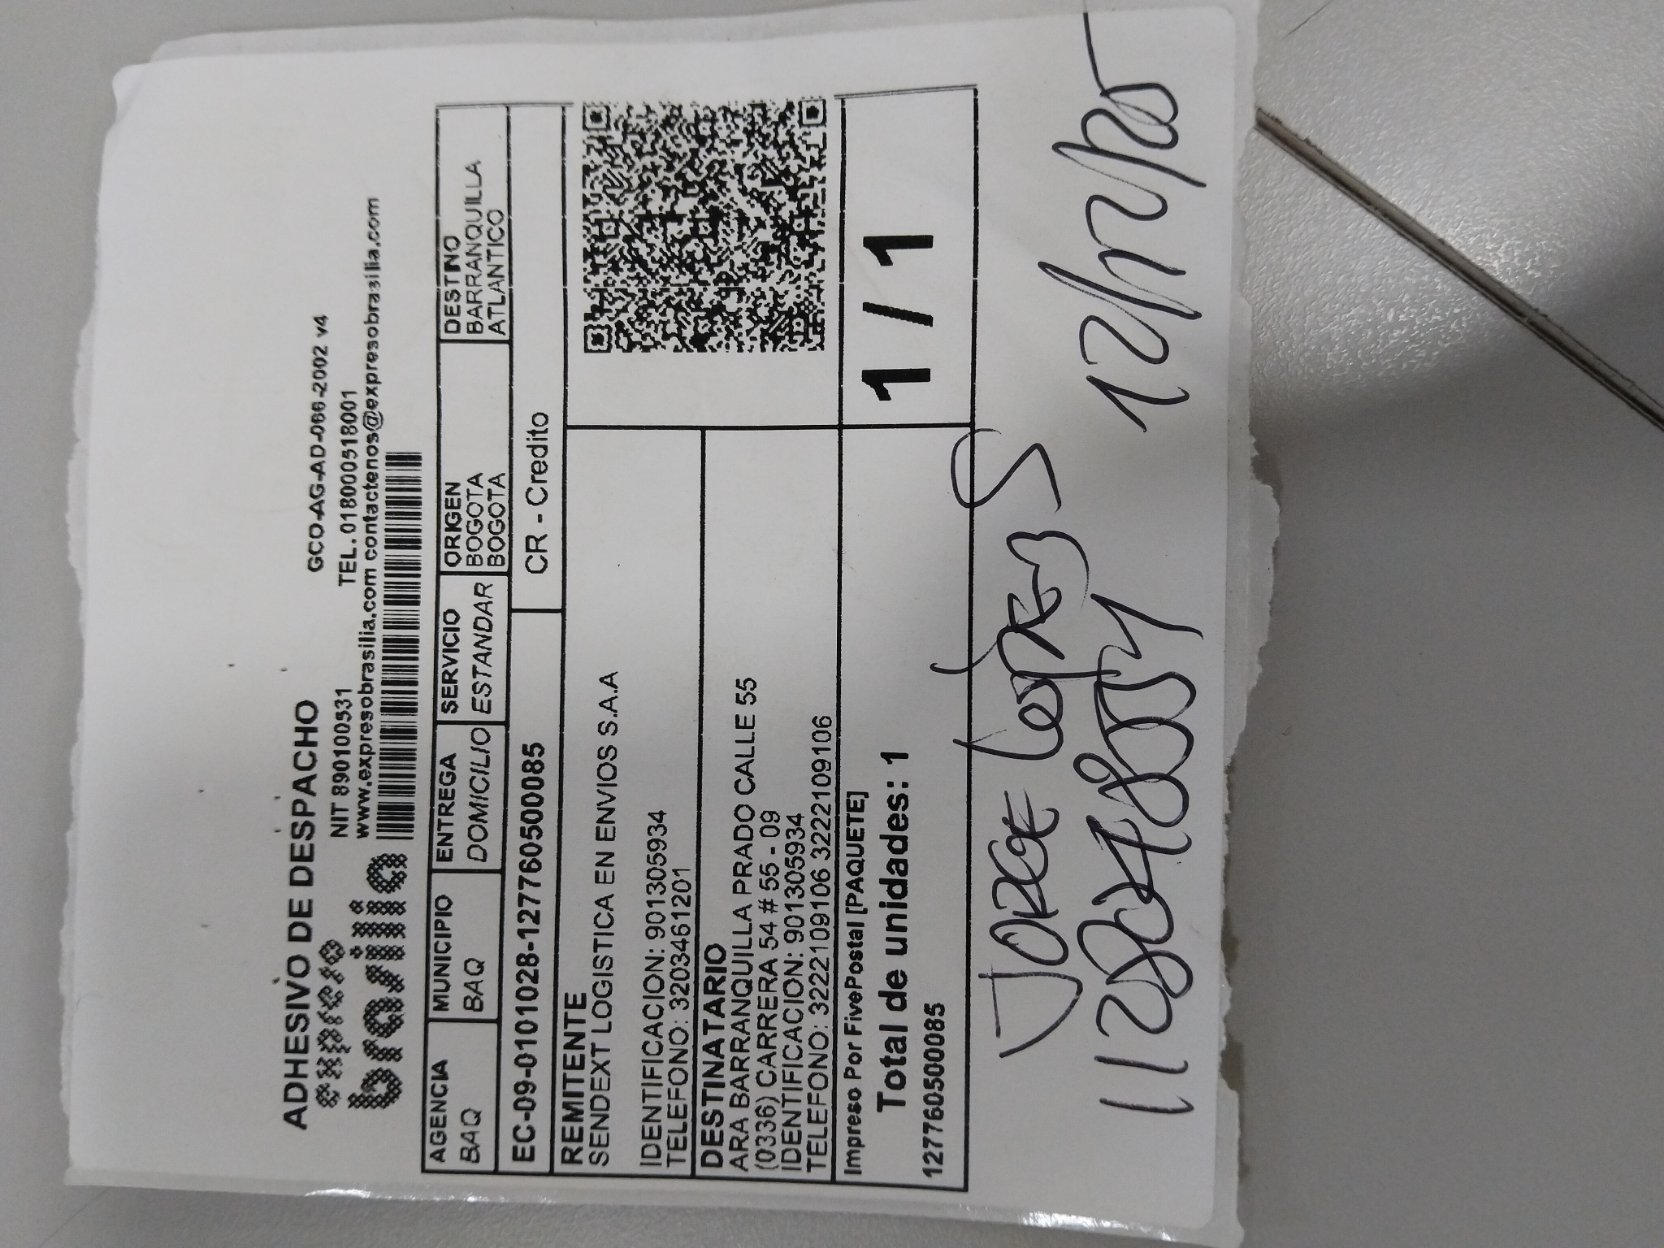 ADHESIVO DE DESPACHO
GCO-AG-AD-066-2002 v4
expreso
brasilia
NIT 890100531
TEL. 018000518001
www.expresobrasilia.com contactenos@expresobrasilia.com
AGENCIA MUNICIPIO ENTREGA SERVICIO ORIGEN DESTINO
BAQ BAQ DOMICILIO ESTANDAR BOGOTA BARRANQUILLA
BOGOTA ATLANTICO
EC-09-0101028-127760500085 CR - Credito
REMITENTE
SENDEXT LOGISTICA EN ENVIOS S.A.A
IDENTIFICACION: 901305934
TELEFONO: 3203461201
DESTINATARIO
ARA BARRANQUILLA PRADO CALLE 55
(0336) CARRERA 54 # 55 - 09
IDENTIFICACION: 901305934
TELEFONO: 3222109106 3222109106
Impreso Por FivePostal [PAQUETE]
Total de unidades: 1
1 / 1
127760500085
JORGE LOPEZ